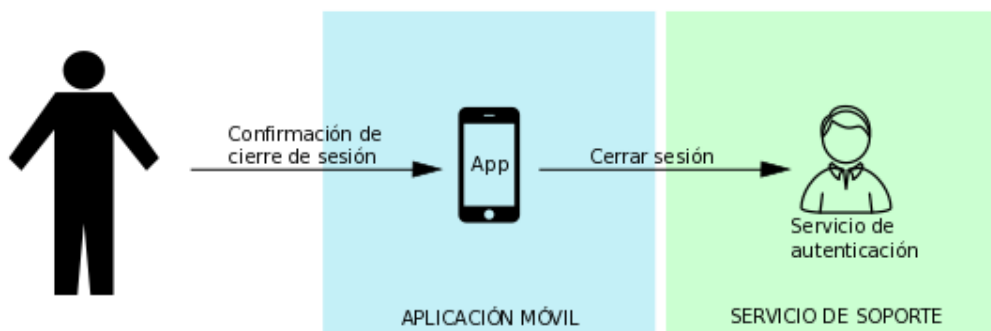 Confirmación de
cierre de sesión
App
Cerrar sesión
Servicio de
autenticación
APLICACIÓN MÓVIL
SERVICIO DE SOPORTE